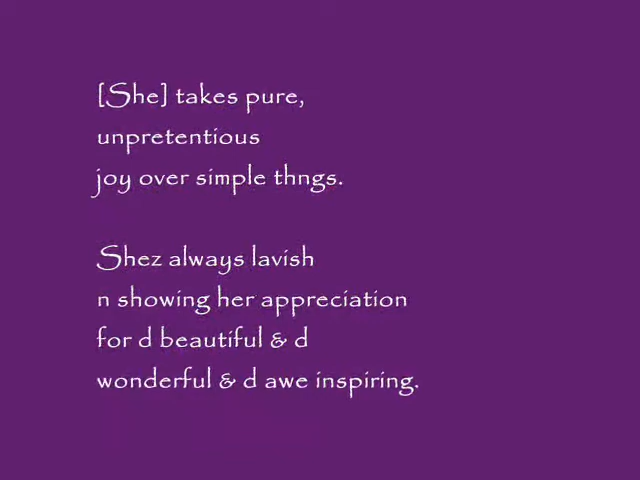 [She] takes pure,
unpretentious
joy over simple thngs.
Shez always lavish
n showing her appreciation
for d beautiful & d
wonderful & d awe inspiring.